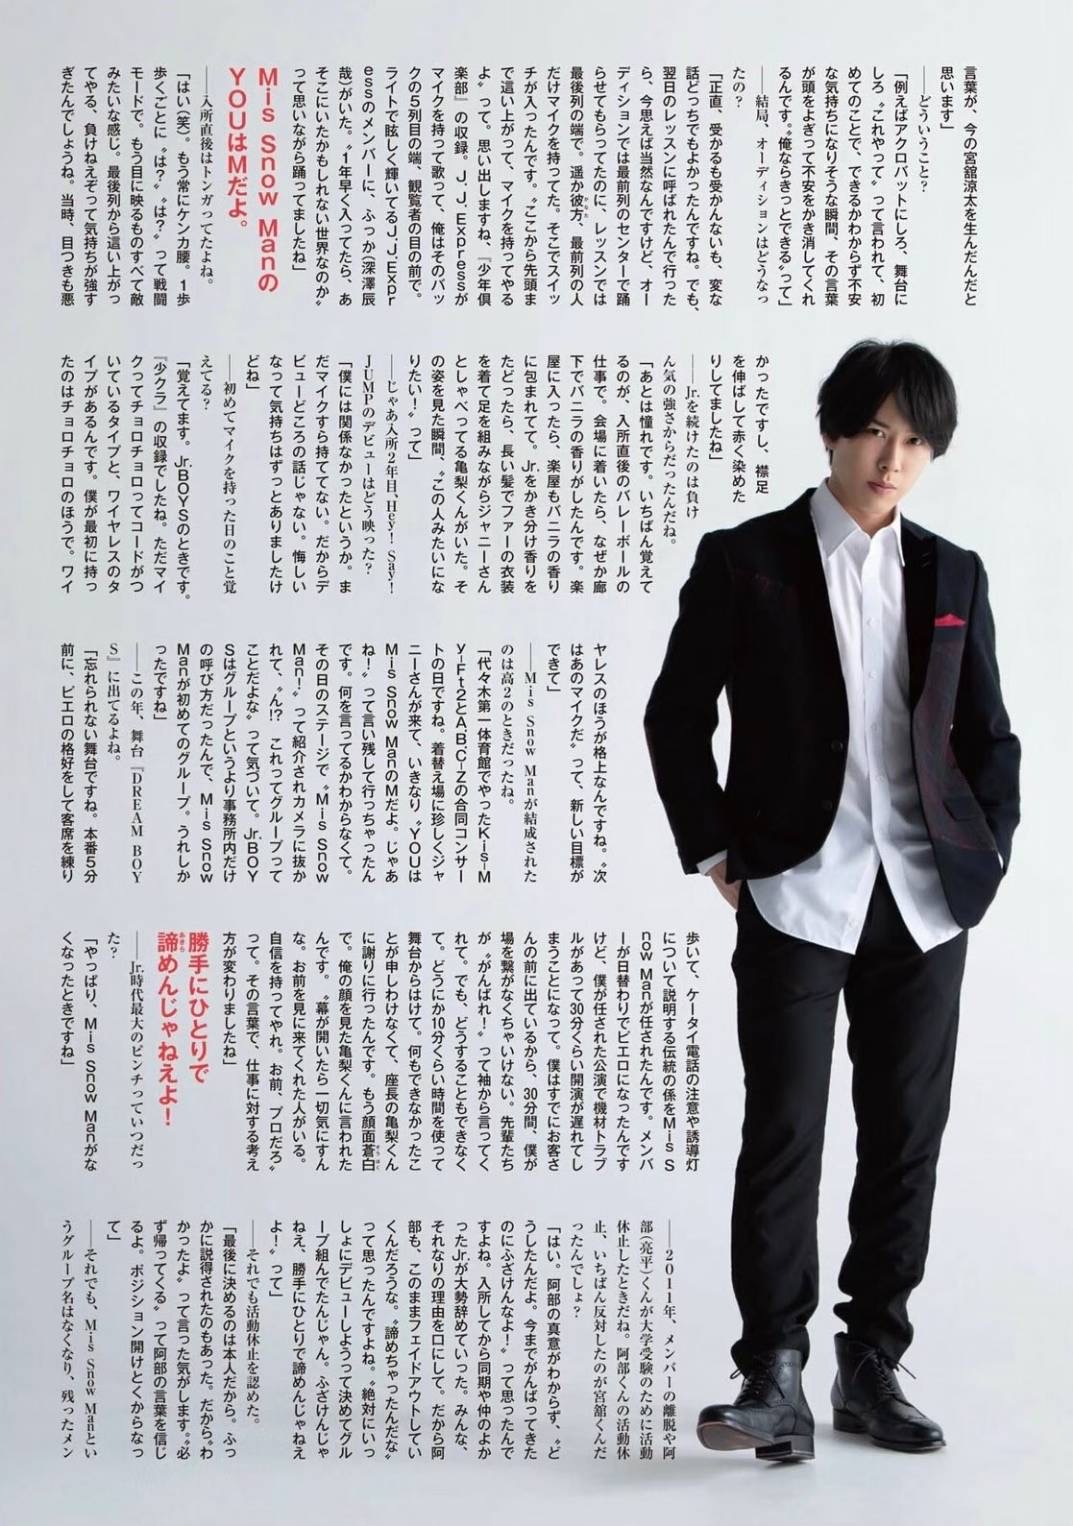 言葉が、今の宮舘涼太を生んだんだと
思います」
――どういうこと？
「例えばアクロバットにしろ、舞台に
しろ〝これやって〟って言われて、初
めてのことで、できるかわからず不安
な気持ちになりそうな瞬間、その言葉
が頭をよぎって不安をかき消してくれ
るんです。〝俺ならきっとできる〟って」
――結局、オーディションはどうなっ
たの？
「正直、受かるも受かんないも、変な
話どっちでもよかったんですね。でも、
翌日のレッスンに呼ばれたんで行った
ら、今思えば当然なんですけど、オー
ディションでは最前列のセンターで踊
らせてもらってたのに、レッスンでは
最後列の端で。遥か彼方、最前列の人
だけマイクを持ってた。そこでスイッ
チが入ったんです。〝ここから先頭ま
で這い上がって、マイクを持ってやる
よ〟って。思い出しますね、『少年倶
楽部』の収録。J.J.Expressが
マイクを持って歌って、俺はそのバッ
クの5列目の端、観覧者の目の前で。
ライトで眩しく輝いてるJ.J.Expr
essのメンバーに、ふっか(深澤辰
哉)がいた。〝1年早く入ってたら、あ
そこにいたかもしれない世界なのか〟
って思いながら踊ってましたね」
Mis Snow Manの
YOUはMだよ。
――入所直後はトンガってたよね。
「はい(笑)。もう常にケンカ腰。1歩
歩くごとに〝は？〟〝は？〟って戦闘
モードで。もう目に映るものすべて敵
みたいな感じ。最後列から這い上がっ
てやる、負けねえぞって気持ちが強す
ぎたんでしょうね。当時、目つきも悪
かったですし、襟足
を伸ばして赤く染めた
りしてましたね」
――Jr.を続けたのは負け
ん気の強さからだったんだね。
「あとは憧れです。いちばん覚えて
るのが、入所直後のバレーボールの
仕事で。会場に着いたら、なぜか廊
下でバニラの香りがしたんです。楽
屋に入ったら、楽屋もバニラの香り
に包まれてて。Jr.をかき分け香りを
たどったら、長い髪でファーの衣装
を着て足を組みながらジャニーさん
としゃべってる亀梨くんがいた。そ
の姿を見た瞬間、〝この人みたいにな
りたい！〟って」
――じゃあ入所2年目、Hey! Say!
JUMPのデビューはどう映った？
「僕には関係なかったというか。ま
だマイクすら持ててない。だからデ
ビューどころの話じゃない。悔しい
なって気持ちはずっとありましたけ
どね」
――初めてマイクを持った日のこと覚
えてる？
「覚えてます。Jr.BOYSのときです。
『少クラ』の収録でしたね。ただマイ
クってチョロチョロってコードがつ
いているタイプと、ワイヤレスのタ
イプがあるんです。僕が最初に持っ
たのはチョロチョロのほうで。ワイ
ヤレスのほうが格上なんですね。〝次
はあのマイクだ〟って、新しい目標が
できて」
――Mis Snow Manが結成された
のは高2のときだったね。
「代々木第一体育館でやったKis-M
y-Ft2とA.B.C-Zの合同コンサー
トの日ですね。着替え場に珍しくジャ
ニーさんが来て、いきなり〝YOUは
Mis Snow ManのMだよ。じゃあ
ね！〟って言い残して行っちゃったん
です。何を言ってるかわからなくて。
その日のステージで〝Mis Snow
Man！〟って紹介されカメラに抜か
れて、〝ん!?　これってグループって
ことだよな〟って気づいて。Jr.BOY
Sはグループというより事務所内だけ
の呼び方だったんで、Mis Snow
Manが初めてのグループ。うれしか
ったですね」
――この年、舞台『DREAM BOY
S』に出てるよね。
「忘れられない舞台ですね。本番5分
前に、ピエロの格好をして客席を練り
歩いて、ケータイ電話の注意や誘導灯
について説明する伝統の係をMis S
now Manが任されたんです。メンバ
ーが日替わりでピエロになったんです
けど、僕が任された公演で機材トラブ
ルがあって30分くらい開演が遅れてし
まうことになって。僕はすでにお客さ
んの前に出ているから、30分間、僕が
場を繋がなくちゃいけない。先輩たち
が〝がんばれ！〟って袖から言ってく
れて。でも、どうすることもできなく
て。どうにか10分くらい時間を使って
舞台からはけて。何もできなかったこ
とが申しわけなくて、座長の亀梨くん
に謝りに行ったんです。もう顔面蒼白
で。俺の顔を見た亀梨くんに言われた
んです。〝幕が開いたら一切気にすん
な。お前を見に来てくれた人がいる。
自信を持ってやれ。お前、プロだろ〟
って。その言葉で、仕事に対する考え
方が変わりましたね」
勝手にひとりで
諦めんじゃねえよ！
――Jr.時代最大のピンチっていつだっ
た？
「やっぱり、Mis Snow Manがな
くなったときですね」
――2011年、メンバーの離脱や阿
部(亮平)くんが大学受験のために活動
休止したときだね。阿部くんの活動休
止、いちばん反対したのが宮舘くんだ
ったんでしょ？
「はい。阿部の真意がわからず、〝ど
うしたんだよ。今までがんばってきた
のにふざけんなよ！〟って思ったんで
すよね。入所してから同期や仲のよか
ったJr.が大勢辞めていった。みんな、
それなりの理由を口にして。だから阿
部も、このままフェイドアウトしてい
くんだろうな。〝諦めちゃったんだな〟
って思ったんですよね。〝絶対にいっ
しょにデビューしようって決めてグル
ープ組んでたんじゃん。ふざけんじゃ
ねえ、勝手にひとりで諦めんじゃねえ
よ！〟って」
――それでも活動休止を認めた。
「最後に決めるのは本人だから。ふっ
かに説得されたのもあった。だから〝わ
かったよ〟って言った気がします。〝必
ず帰ってくる〟って阿部の言葉を信じ
るよ。ポジション開けとくからなっ
て」
――それでも、Mis Snow Manとい
うグループ名はなくなり、残ったメン